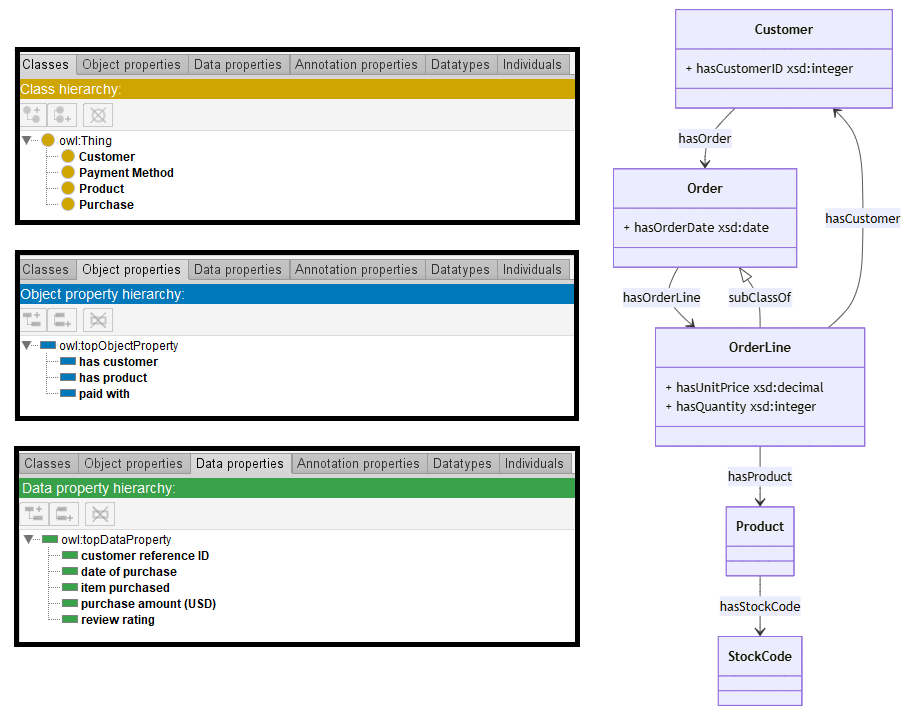 Classes Object properties Data properties Annotation properties Datatypes Individuals
Class hierarchy:
owl:Thing
Customer
Payment Method
Product
Purchase
Classes Object properties Data properties Annotation properties Datatypes Individuals
Object property hierarchy:
owl:topObjectProperty
has customer
has product
paid with
Classes Object properties Data properties Annotation properties Datatypes Individuals
Data property hierarchy:
owl:topDataProperty
customer reference ID
date of purchase
item purchased
purchase amount (USD)
review rating
Customer
+ hasCustomerID xsd:integer
hasOrder
Order
+ hasOrderDate xsd:date
hasCustomer
hasOrderLine
subClassOf
OrderLine
+ hasUnitPrice xsd:decimal
+ hasQuantity xsd:integer
hasProduct
Product
hasStockCode
StockCode